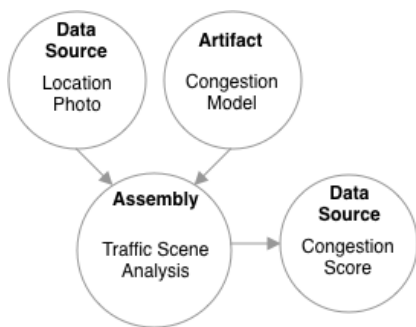 Data
Source
Location
Photo
Artifact
Congestion
Model
Assembly
Traffic Scene
Analysis
Data
Source
Congestion
Score